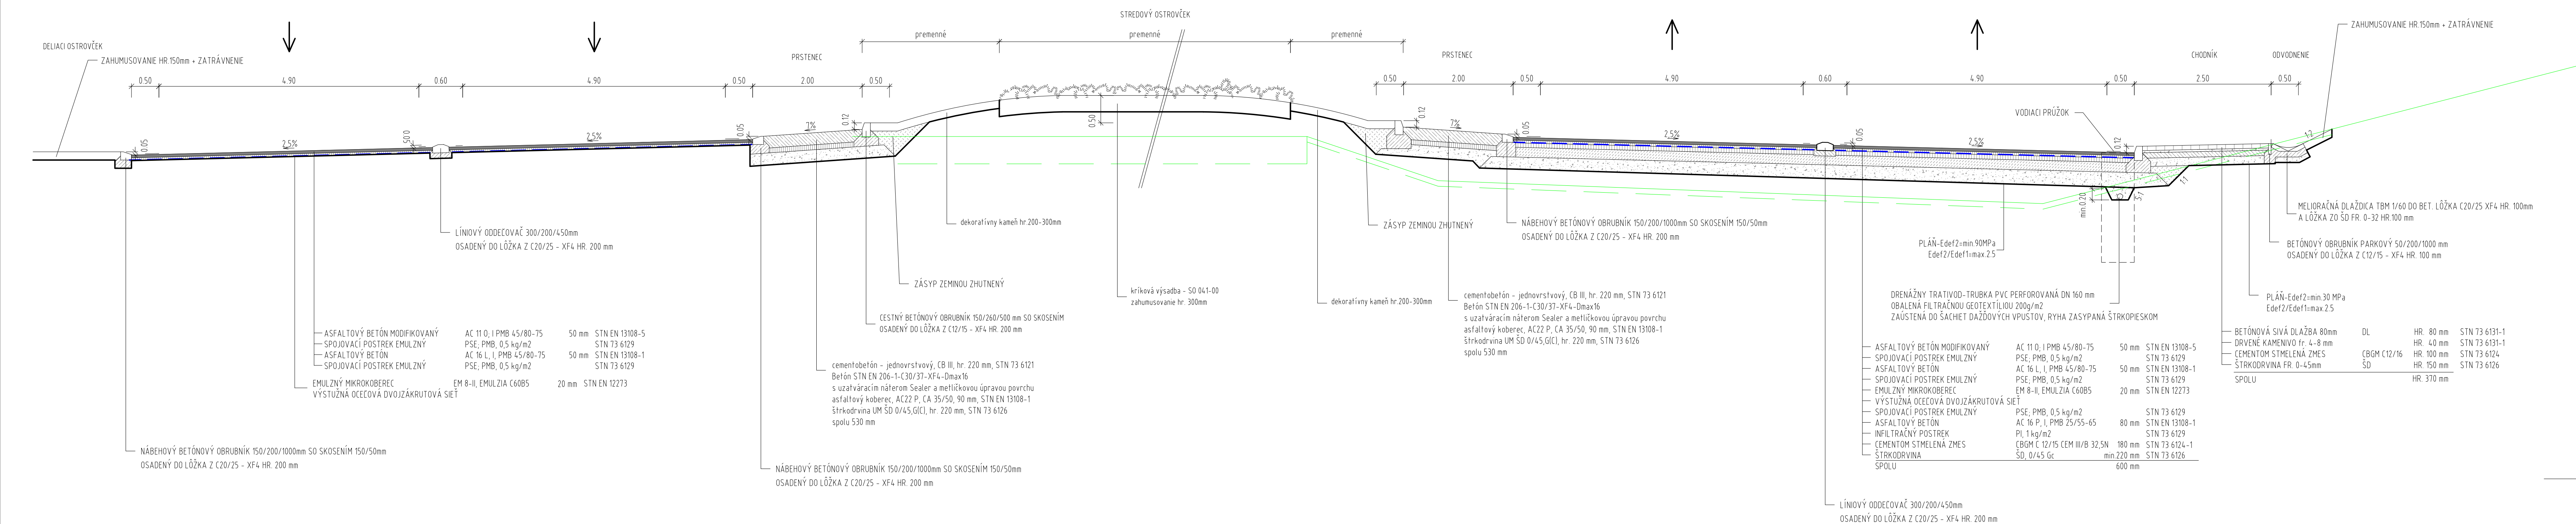 STREDOVÝ OSTROVČEK
DELIACI OSTROVČEK
ZAHUMUSOVANIE HR.150mm + ZATRÁVNENIE
PRSTENEC
premenné
premenné
premenné
PRSTENEC
CHODNÍK
ODVODNENIE
ZAHUMUSOVANIE HR.150mm + ZATRÁVNENIE
0.50
4.90
0.60
4.90
0.50
2.00
0.50
0.50
2.00
0.50
4.90
0.60
4.90
0.50
2.50
0.50
VODIACI PRÚŽOK
0.05
2,5%
0.05
2,5%
0.05
7%
0.12
0.50
0.12
7%
0.05
2,5%
0.05
2,5%
0.12
1:2
1:1
5:1
min.0.20
LÍNIOVÝ ODDEĽOVAČ 300/200/450mm
OSADENÝ DO LÔŽKA Z C20/25 - XF4 HR. 200 mm
dekoratívny kameň hr.200-300mm
ZÁSYP ZEMINOU ZHUTNENÝ
kríková výsadba - SO 041-00
zahumusovanie hr. 300mm
dekoratívny kameň hr.200-300mm
ZÁSYP ZEMINOU ZHUTNENÝ
NÁBEHOVÝ BETÓNOVÝ OBRUBNÍK 150/200/1000mm SO SKOSENÍM 150/50mm
OSADENÝ DO LÔŽKA Z C20/25 - XF4 HR. 200 mm
CESTNÝ BETÓNOVÝ OBRUBNÍK 150/260/500 mm SO SKOSENÍM
OSADENÝ DO LÔŽKA Z C12/15 - XF4 HR. 200 mm
PLÁŇ-Edef2=min.90MPa
Edef2/Edef1=max.2.5
MELIORAČNÁ DLAŽDICA TBM 1/60 DO BET. LÔŽKA C20/25 XF4 HR. 100mm
A LÔŽKA ZO ŠD FR. 0-32 HR.100 mm
BETÓNOVÝ OBRUBNÍK PARKOVÝ 50/200/1000 mm
OSADENÝ DO LÔŽKA Z C12/15 - XF4 HR. 100 mm
DRENÁŽNY TRATIVOD-TRUBKA PVC PERFOROVANÁ DN 160 mm
OBALENÁ FILTRAČNOU GEOTEXTÍLIOU 200g/m2
ZAÚSTENÁ DO ŠACHIET DAŽĎOVÝCH VPUSTOV, RYHA ZASYPANÁ ŠTRKOPIESKOM
PLÁŇ-Edef2=min.30 MPa
Edef2/Edef1=max.2.5
ASFALTOVÝ BETÓN MODIFIKOVANÝ AC 11 O; I PMB 45/80-75 50 mm STN EN 13108-5
SPOJOVACÍ POSTREK EMULZNÝ PSE; PMB, 0,5 kg/m2 STN 73 6129
ASFALTOVÝ BETÓN AC 16 L, I, PMB 45/80-75 50 mm STN EN 13108-1
SPOJOVACÍ POSTREK EMULZNÝ PSE; PMB, 0,5 kg/m2 STN 73 6129
EMULZNÝ MIKROKOBEREC EM 8-II, EMULZIA C60B5 20 mm STN EN 12273
VÝSTUŽNÁ OCEĽOVÁ DVOJZÁKRUTOVÁ SIEŤ
cementobetón - jednovrstvový, CB III, hr. 220 mm, STN 73 6121
Betón STN EN 206-1-C30/37-XF4-Dmax16
s uzatváracím náterom Sealer a metličkovou úpravou povrchu
asfaltový koberec, AC22 P, CA 35/50, 90 mm, STN EN 13108-1
štrkodrvina UM ŠD 0/45,G(C), hr. 220 mm, STN 73 6126
spolu 530 mm
cementobetón - jednovrstvový, CB III, hr. 220 mm, STN 73 6121
Betón STN EN 206-1-C30/37-XF4-Dmax16
s uzatváracím náterom Sealer a metličkovou úpravou povrchu
asfaltový koberec, AC22 P, CA 35/50, 90 mm, STN EN 13108-1
štrkodrvina UM ŠD 0/45,G(C), hr. 220 mm, STN 73 6126
spolu 530 mm
ASFALTOVÝ BETÓN MODIFIKOVANÝ AC 11 O; I PMB 45/80-75 50 mm STN EN 13108-5
SPOJOVACÍ POSTREK EMULZNÝ PSE; PMB, 0,5 kg/m2 STN 73 6129
ASFALTOVÝ BETÓN AC 16 L, I, PMB 45/80-75 50 mm STN EN 13108-1
SPOJOVACÍ POSTREK EMULZNÝ PSE; PMB, 0,5 kg/m2 STN 73 6129
EMULZNÝ MIKROKOBEREC EM 8-II, EMULZIA C60B5 20 mm STN EN 12273
VÝSTUŽNÁ OCEĽOVÁ DVOJZÁKRUTOVÁ SIEŤ
SPOJOVACÍ POSTREK EMULZNÝ PSE; PMB, 0,5 kg/m2 STN 73 6129
ASFALTOVÝ BETÓN AC 16 P, I, PMB 25/55-65 80 mm STN EN 13108-1
INFILTRAČNÝ POSTREK PI, 1 kg/m2 STN 73 6129
CEMENTOM STMELENÁ ZMES CBGM C 12/15 CEM III/B 32,5N 180 mm STN 73 6124-1
ŠTRKODRVINA ŠD, 0/45 Gc min.220 mm STN 73 6126
SPOLU 600 mm
BETÓNOVÁ SIVÁ DLAŽBA 80mm DL HR. 80 mm STN 73 6131-1
DRVENÉ KAMENIVO fr. 4-8 mm HR. 40 mm STN 73 6131-1
CEMENTOM STMELENÁ ZMES CBGM C12/16 HR. 100 mm STN 73 6124
ŠTRKODRVINA FR. 0-45mm ŠD HR. 150 mm STN 73 6126
SPOLU HR. 370 mm
NÁBEHOVÝ BETÓNOVÝ OBRUBNÍK 150/200/1000mm SO SKOSENÍM 150/50mm
OSADENÝ DO LÔŽKA Z C20/25 - XF4 HR. 200 mm
NÁBEHOVÝ BETÓNOVÝ OBRUBNÍK 150/200/1000mm SO SKOSENÍM 150/50mm
OSADENÝ DO LÔŽKA Z C20/25 - XF4 HR. 200 mm
LÍNIOVÝ ODDEĽOVAČ 300/200/450mm
OSADENÝ DO LÔŽKA Z C20/25 - XF4 HR. 200 mm